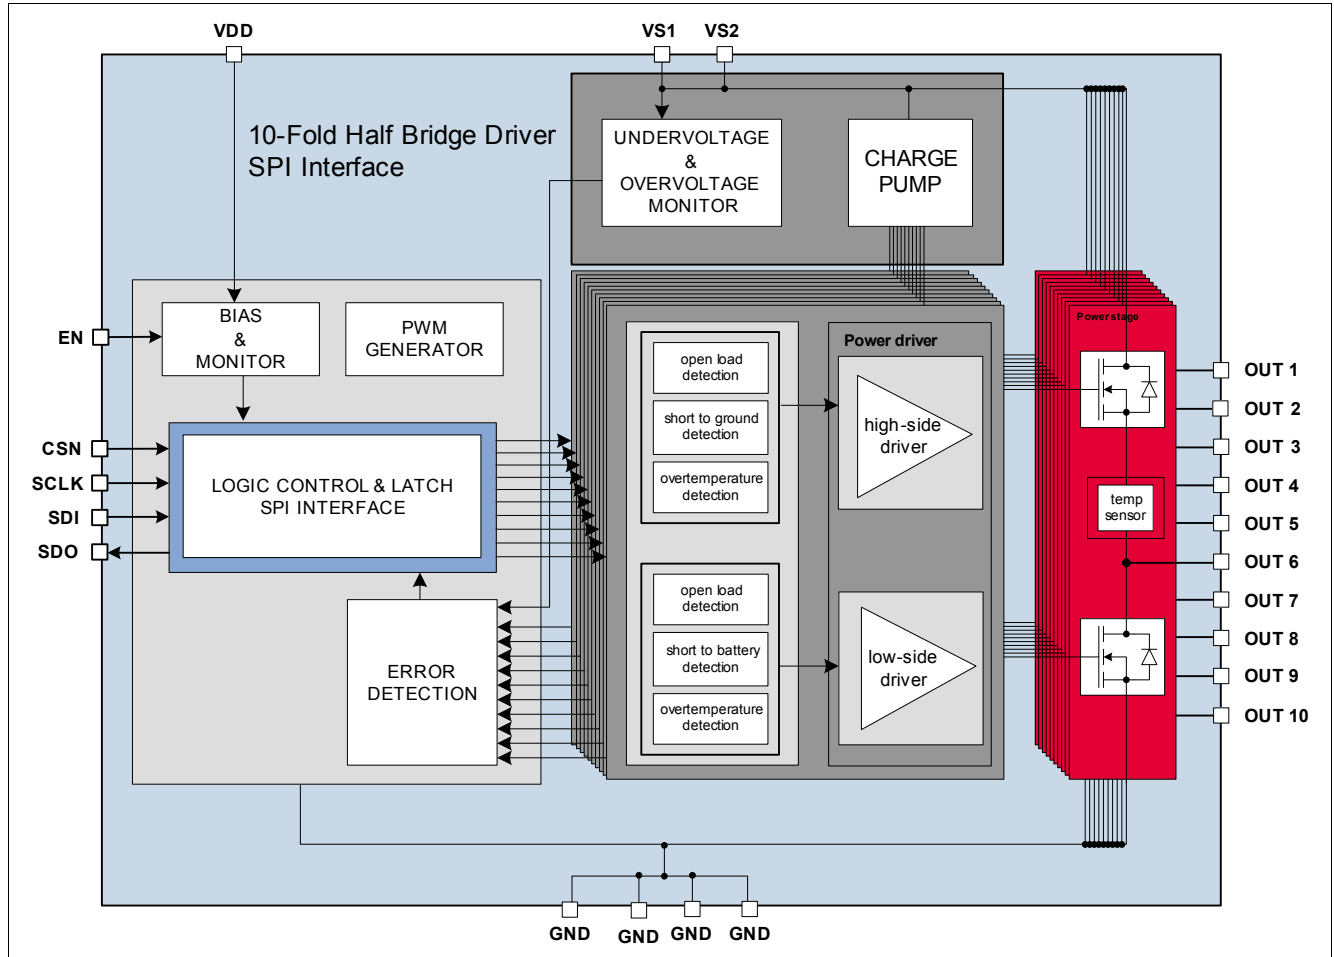 VDD
VS1
VS2
10-Fold Half Bridge Driver
SPI Interface
UNDERVOLTAGE
&
OVERVOLTAGE
MONITOR
CHARGE
PUMP
BIAS
&
MONITOR
PWM
GENERATOR
EN
CSN
SCLK
SDI
SDO
LOGIC CONTROL & LATCH
SPI INTERFACE
ERROR
DETECTION
open load
detection
short to ground
detection
overtemperature
detection
open load
detection
short to battery
detection
overtemperature
detection
Power driver
high-side
driver
low-side
driver
Power stage
temp
sensor
OUT 1
OUT 2
OUT 3
OUT 4
OUT 5
OUT 6
OUT 7
OUT 8
OUT 9
OUT 10
GND
GND
GND
GND